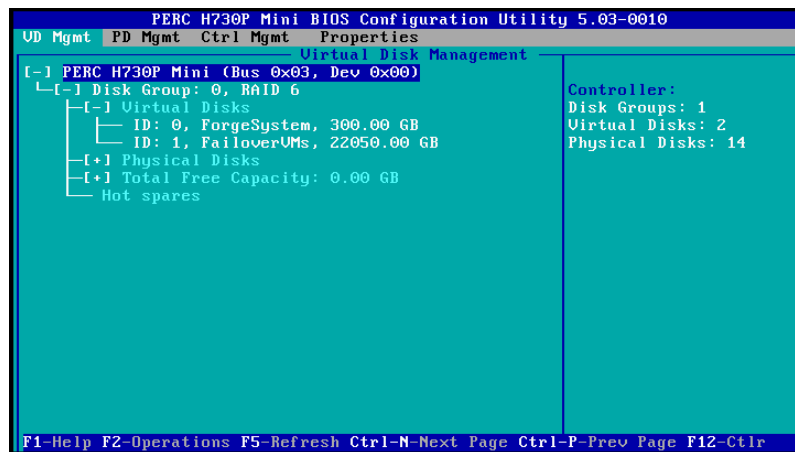 PERC H730P Mini BIOS Configuration Utility 5.03-0010
VD Mgmt PD Mgmt Ctrl Mgmt Properties
Virtual Disk Management
[-] PERC H730P Mini (Bus 0x03, Dev 0x00)
[-] Disk Group: 0, RAID 6
[-] Virtual Disks
ID: 0, ForgeSystem, 300.00 GB
ID: 1, FailoverVMs, 22050.00 GB
[+] Physical Disks
[+] Total Free Capacity: 0.00 GB
Hot spares
Controller:
Disk Groups: 1
Virtual Disks: 2
Physical Disks: 14
F1-Help F2-Operations F5-Refresh Ctrl-N-Next Page Ctrl-P-Prev Page F12-Ctlr